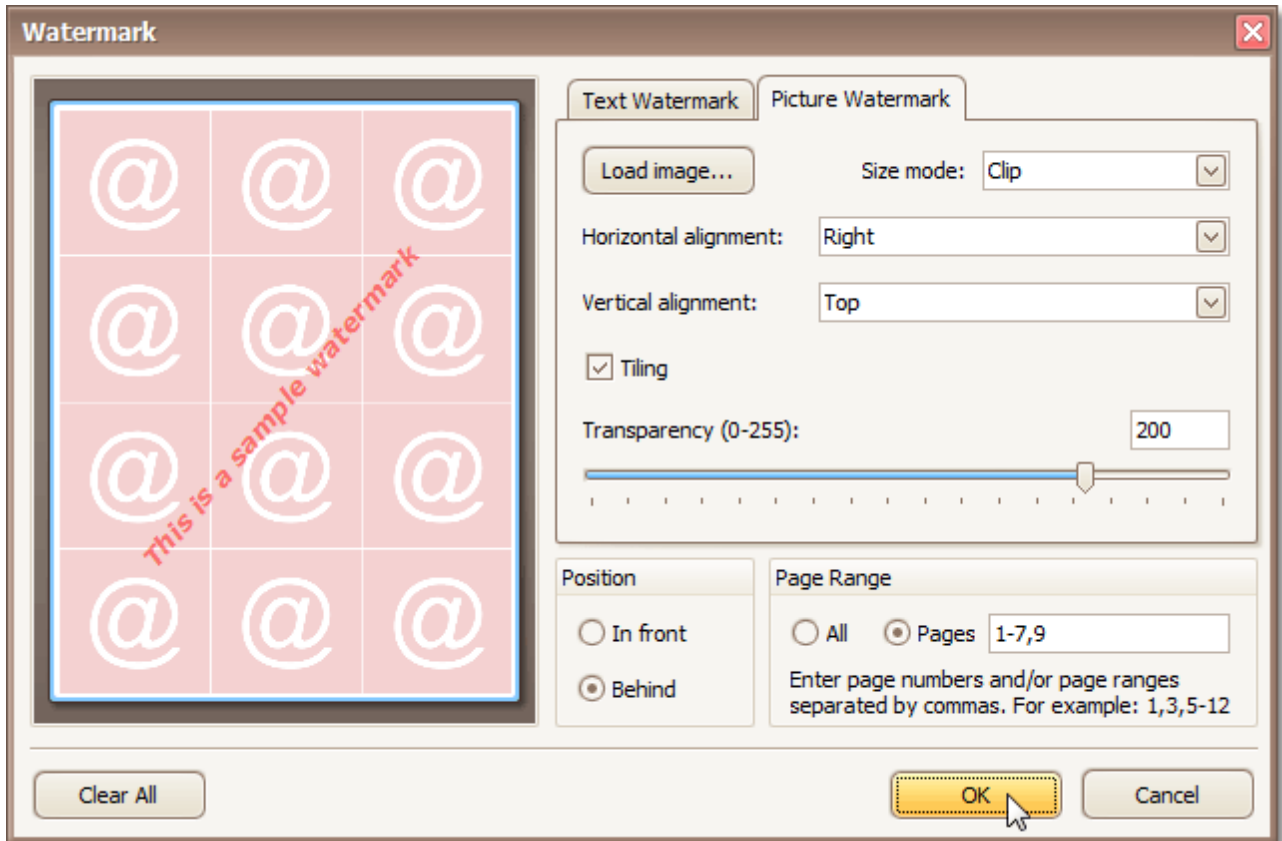 Watermark
@ @ @
@ @ @
@ @ @
@ @ @
This is a sample watermark
Text Watermark
Picture Watermark
Load image...
Size mode: Clip
Horizontal alignment: Right
Vertical alignment: Top
Tiling
Transparency (0-255): 200
Position
In front
Behind
Page Range
All
Pages 1-7,9
Enter page numbers and/or page ranges
separated by commas. For example: 1,3,5-12
Clear All
OK
Cancel